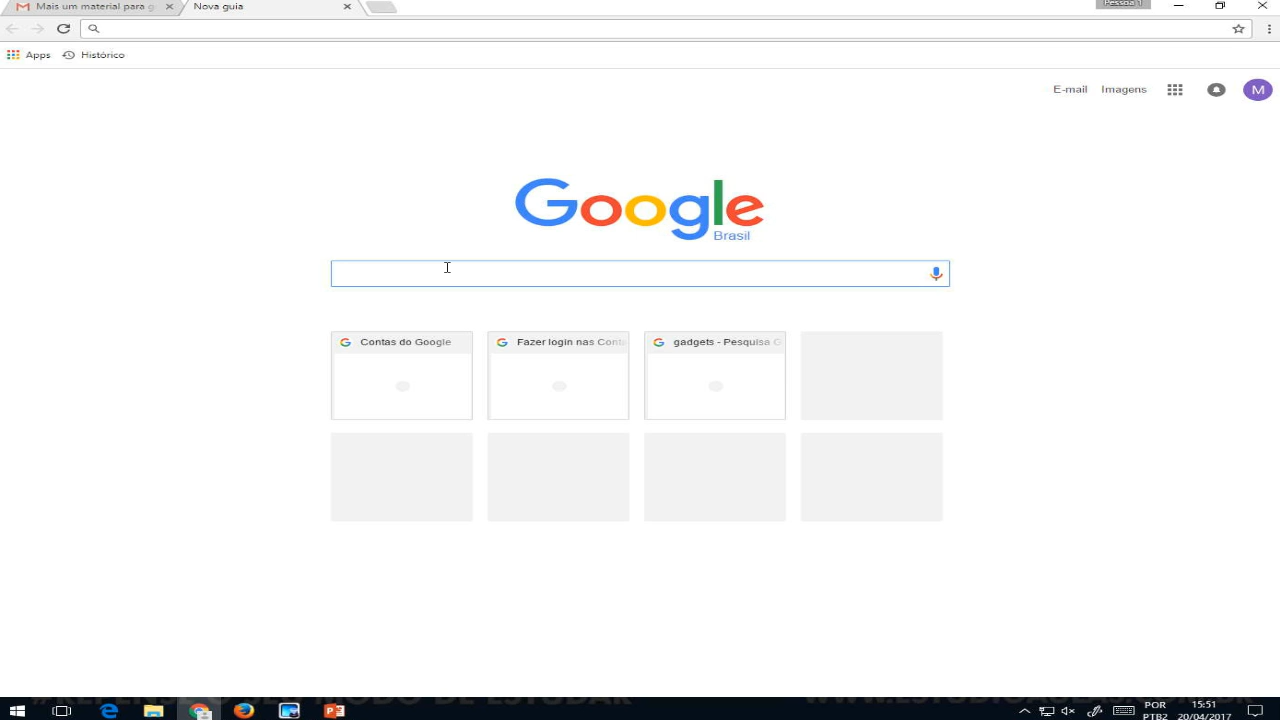 Mais um material para g
Nova guia
Pessoa 1
Apps
Histórico
E-mail
Imagens
M
Google
Brasil
Contas do Google
Fazer login nas Conta
gadgets - Pesquisa G
POR
15:51
PTB2
20/04/2017